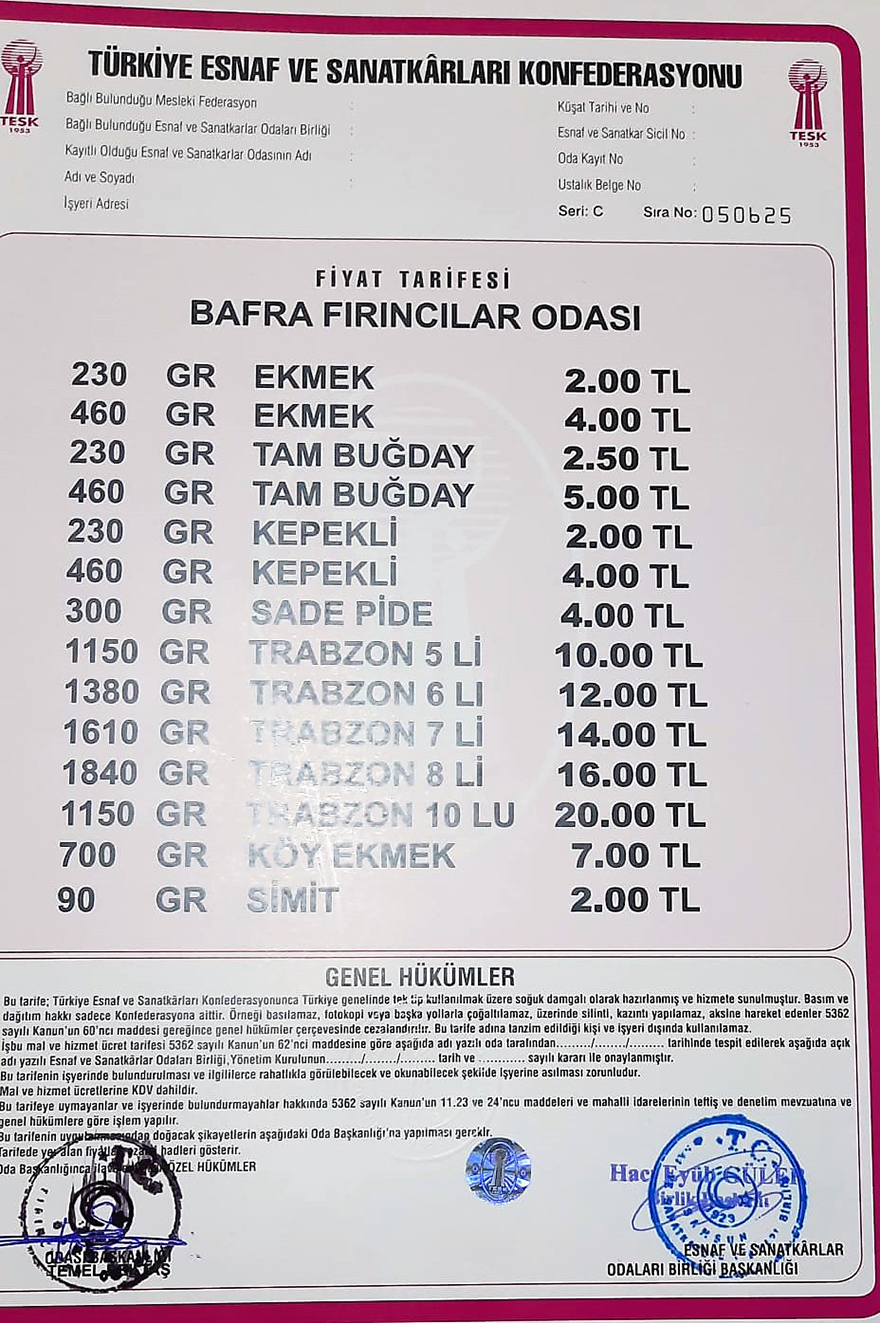 TÜRKİYE ESNAF VE SANATKÂRLARI KONFEDERASYONU
TESK
1953
TESK
1953
Bağlı Bulunduğu Mesleki Federasyon :
Bağlı Bulunduğu Esnaf ve Sanatkarlar Odaları Birliği :
Kayıtlı Olduğu Esnaf ve Sanatkarlar Odasının Adı :
Adı ve Soyadı :
İşyeri Adresi
Küşat Tarihi ve No :
Esnaf ve Sanatkar Sicil No :
Oda Kayıt No :
Ustalık Belge No :
Seri: C Sıra No: 050625
FİYAT TARİFESİ
BAFRA FIRINCILAR ODASI
230 GR EKMEK 2.00 TL
460 GR EKMEK 4.00 TL
230 GR TAM BUĞDAY 2.50 TL
460 GR TAM BUĞDAY 5.00 TL
230 GR KEPEKLİ 2.00 TL
460 GR KEPEKLİ 4.00 TL
300 GR SADE PİDE 4.00 TL
1150 GR TRABZON 5 Lİ 10.00 TL
1380 GR TRABZON 6 LI 12.00 TL
1610 GR TRABZON 7 Lİ 14.00 TL
1840 GR TRABZON 8 Lİ 16.00 TL
1150 GR TRABZON 10 LU 20.00 TL
700 GR KÖY EKMEK 7.00 TL
90 GR SİMİT 2.00 TL
GENEL HÜKÜMLER
Bu tarife; Türkiye Esnaf ve Sanatkârları Konfederasyonunca Türkiye genelinde tek tip kullanılmak üzere soğuk damgalı olarak hazırlanmış ve hizmete sunulmuştur. Basım ve
dağıtım hakkı sadece Konfederasyona aittir. Örneği basılamaz, fotokopi veya başka yollarla çoğaltılamaz, üzerinde silinti, kazıntı yapılamaz, aksine hareket edenler 5362
sayılı Kanun'un 60'ncı maddesi gereğince genel hükümler çerçevesinde cezalandırılır. Bu tarife adına tanzim edildiği kişi ve işyeri dışında kullanılamaz.
İşbu mal ve hizmet ücret tarifesi 5362 sayılı Kanun'un 62'nci maddesine göre aşağıda adı yazılı oda tarafından......../......./......... tarihinde tespit edilerek aşağıda açık
adı yazılı Esnaf ve Sanatkârlar Odaları Birliği,Yönetim Kurulunun......../......./......... tarih ve ............ sayılı kararı ile onaylanmıştır.
Bu tarifenin işyerinde bulundurulması ve ilgililerce rahallıkla görülebilecek ve okunabilecek şekilde İşyerine asılması zorunludur.
Mal ve hizmet ücretlerine KDV dahildir.
Bu tarifeye uymayanlar ve işyerinde bulundurmayahlar hakkında 5362 sayılı Kanun'un 11.23 ve 24'ncu maddeleri ve mahalli idarelerinin teftiş ve denetim mevzuatına ve
genel hükümlere göre işlem yapılır.
Bu tarifenin uygulanmasından doğacak şikayetlerin aşağıdaki Oda Başkanlığı'na yapılması gerekir.
Tarifede yer alan fiyatlar azami hadleri gösterir.
Oda Başkanlığınca ÖZEL HÜKÜMLER
Hacı Eyüb GÜLER
Birlik Başkanı
T.C.
ODASI BAŞKANLIĞI
TEMEL
ESNAF VE SANATKÂRLAR
ODALARI BİRLİĞİ BAŞKANLIĞI